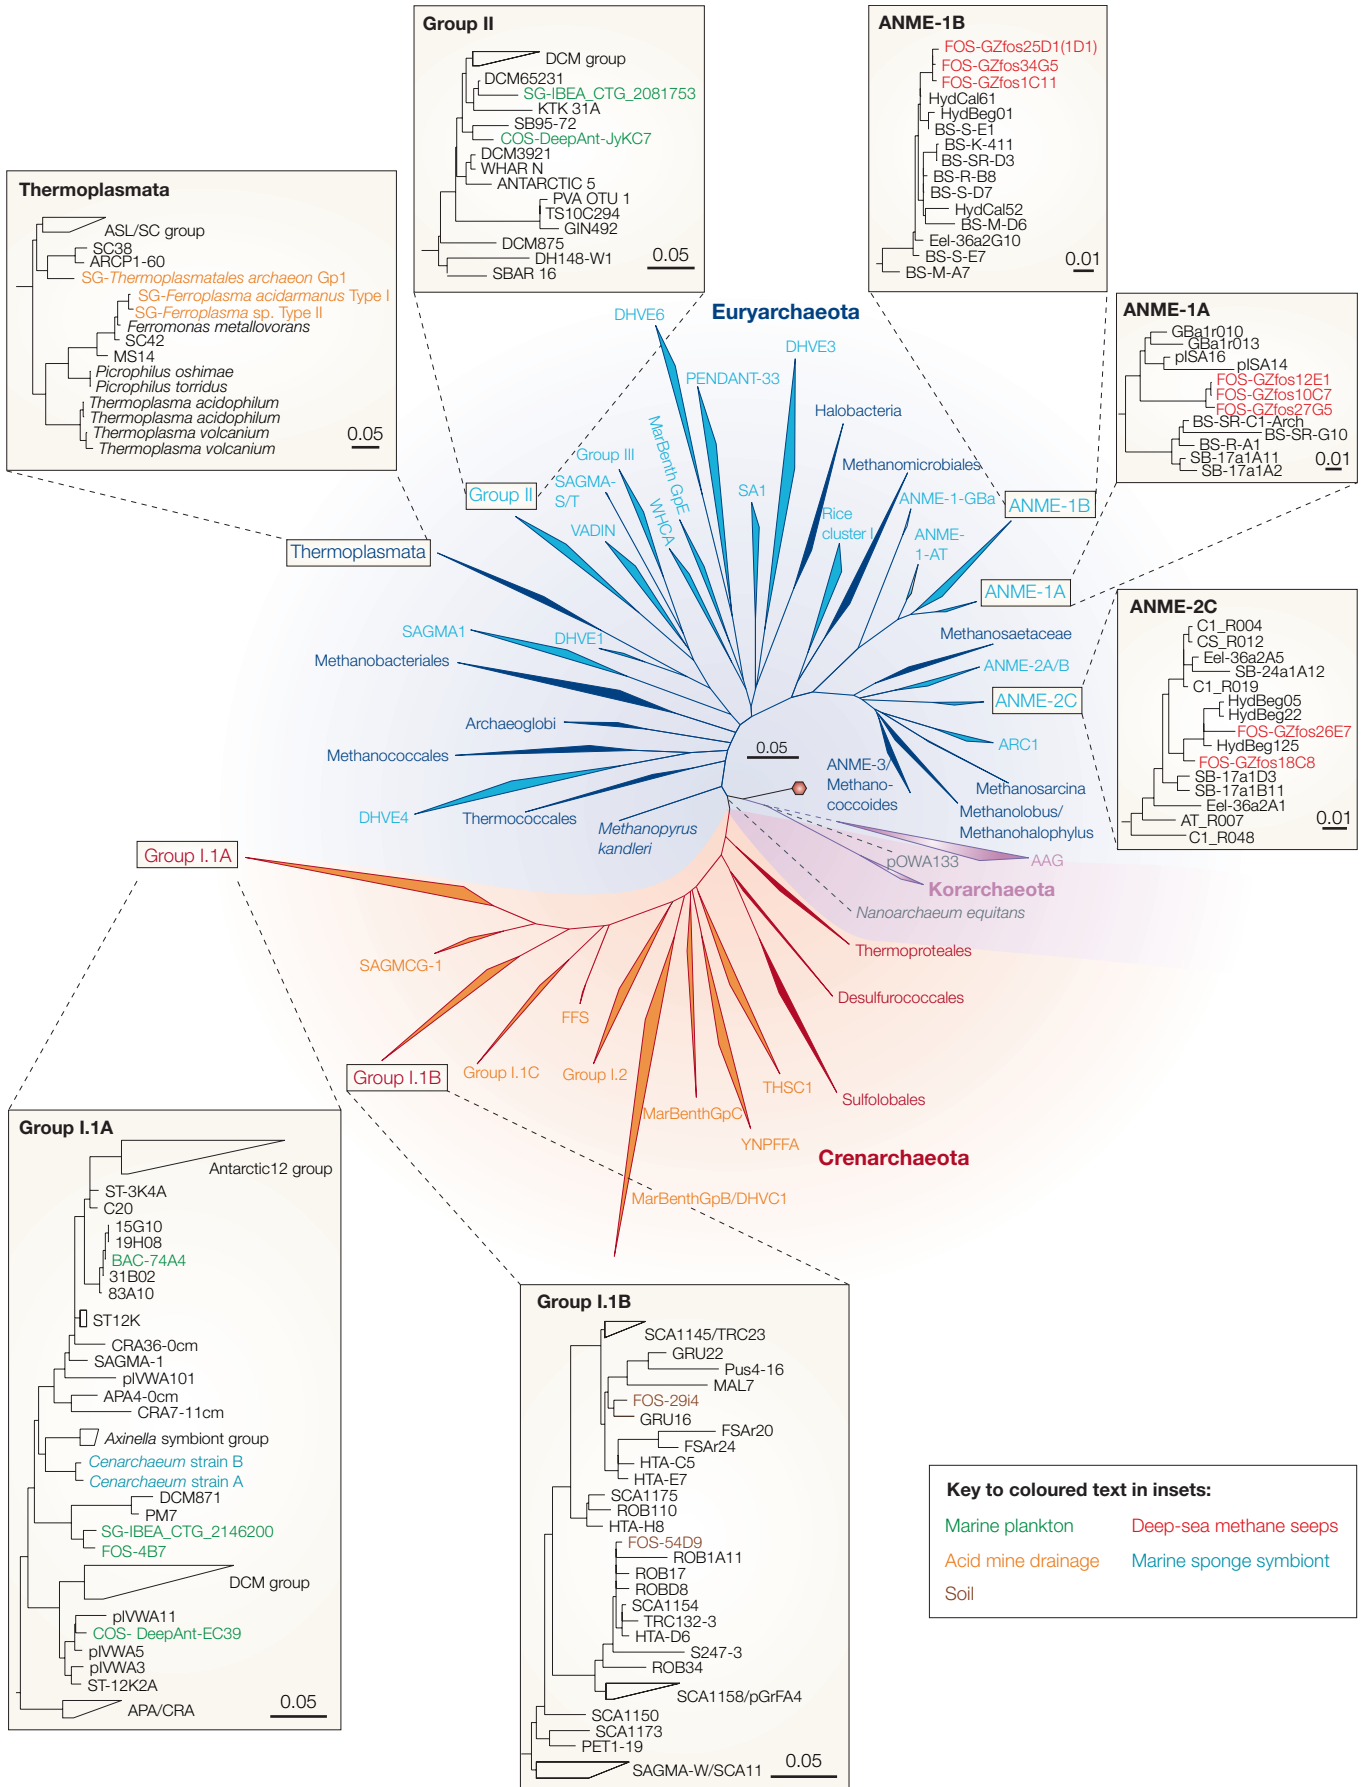 Group II
DCM group
DCM65231
SG-IBEA_CTG_2081753
KTK 31A
SB95-72
COS-DeepAnt-JyKC7
DCM3921
WHAR N
ANTARCTIC 5
PVA OTU 1
TS10C294
GIN492
DCM875
DH148-W1
SBAR 16
0.05
ANME-1B
FOS-GZfos25D1(1D1)
FOS-GZfos34G5
FOS-GZfos1C11
HydCal61
HydBeg01
BS-S-E1
BS-K-411
BS-SR-D3
BS-R-B8
BS-S-D7
HydCal52
BS-M-D6
Eel-36a2G10
BS-S-E7
BS-M-A7
0.01
Thermoplasmata
ASL/SC group
SC38
ARCP1-60
SG-Thermoplasmatales archaeon Gp1
SG-Ferroplasma acidarmanus Type I
SG-Ferroplasma sp. Type II
Ferromonas metallovorans
SC42
MS14
Picrophilus oshimae
Picrophilus torridus
Thermoplasma acidophilum
Thermoplasma acidophilum
Thermoplasma volcanium
Thermoplasma volcanium
0.05
ANME-1A
GBa1r010
GBa1r013
pISA16
pISA14
FOS-GZfos12E1
FOS-GZfos10C7
FOS-GZfos27G5
BS-SR-C1-Arch
BS-SR-G10
BS-R-A1
SB-17a1A11
SB-17a1A2
0.01
Euryarchaeota
DHVE6
DHVE3
PENDANT-33
Halobacteria
MarBenth GpE
Group III
Methanomicrobiales
SAGMA-
S/T
Group II
WHCA
SA1
Rice
cluster I
ANME-1-GBa
ANME-1B
VADIN
ANME-
1-AT
Thermoplasmata
ANME-1A
SAGMA1
DHVE1
Methanosaetaceae
Methanobacteriales
ANME-2A/B
ANME-2C
Archaeoglobi
ARC1
Methanococcales
0.05
ANME-3/
Methano-
coccoides
Methanosarcina
Methanolobus/
Methanohalophylus
DHVE4
Thermococcales
Methanopyrus
kandleri
ANME-2C
C1_R004
CS_R012
Eel-36a2A5
SB-24a1A12
C1_R019
HydBeg05
HydBeg22
FOS-GZfos26E7
HydBeg125
FOS-GZfos18C8
SB-17a1D3
SB-17a1B11
Eel-36a2A1
AT_R007
C1_R048
0.01
pOWA133
AAG
Korarchaeota
Nanoarchaeum equitans
Group I.1A
Thermoproteales
SAGMCG-1
Desulfurococcales
FFS
Group I.1B
Group I.1C
Group I.2
THSC1
Sulfolobales
MarBenthGpC
YNPFFA
Crenarchaeota
MarBenthGpB/DHVC1
Group I.1A
Antarctic12 group
ST-3K4A
C20
15G10
19H08
BAC-74A4
31B02
83A10
ST12K
CRA36-0cm
SAGMA-1
pIVWA101
APA4-0cm
CRA7-11cm
Axinella symbiont group
Cenarchaeum strain B
Cenarchaeum strain A
DCM871
PM7
SG-IBEA_CTG_2146200
FOS-4B7
DCM group
pIVWA11
COS- DeepAnt-EC39
pIVWA5
pIVWA3
ST-12K2A
APA/CRA
0.05
Group I.1B
SCA1145/TRC23
GRU22
Pus4-16
MAL7
FOS-29i4
GRU16
FSAr20
FSAr24
HTA-C5
HTA-E7
SCA1175
ROB110
HTA-H8
FOS-54D9
ROB1A11
ROB17
ROBD8
SCA1154
TRC132-3
HTA-D6
S247-3
ROB34
SCA1158/pGrFA4
SCA1150
SCA1173
PET1-19
SAGMA-W/SCA11
0.05
Key to coloured text in insets:
Marine plankton
Deep-sea methane seeps
Acid mine drainage
Marine sponge symbiont
Soil